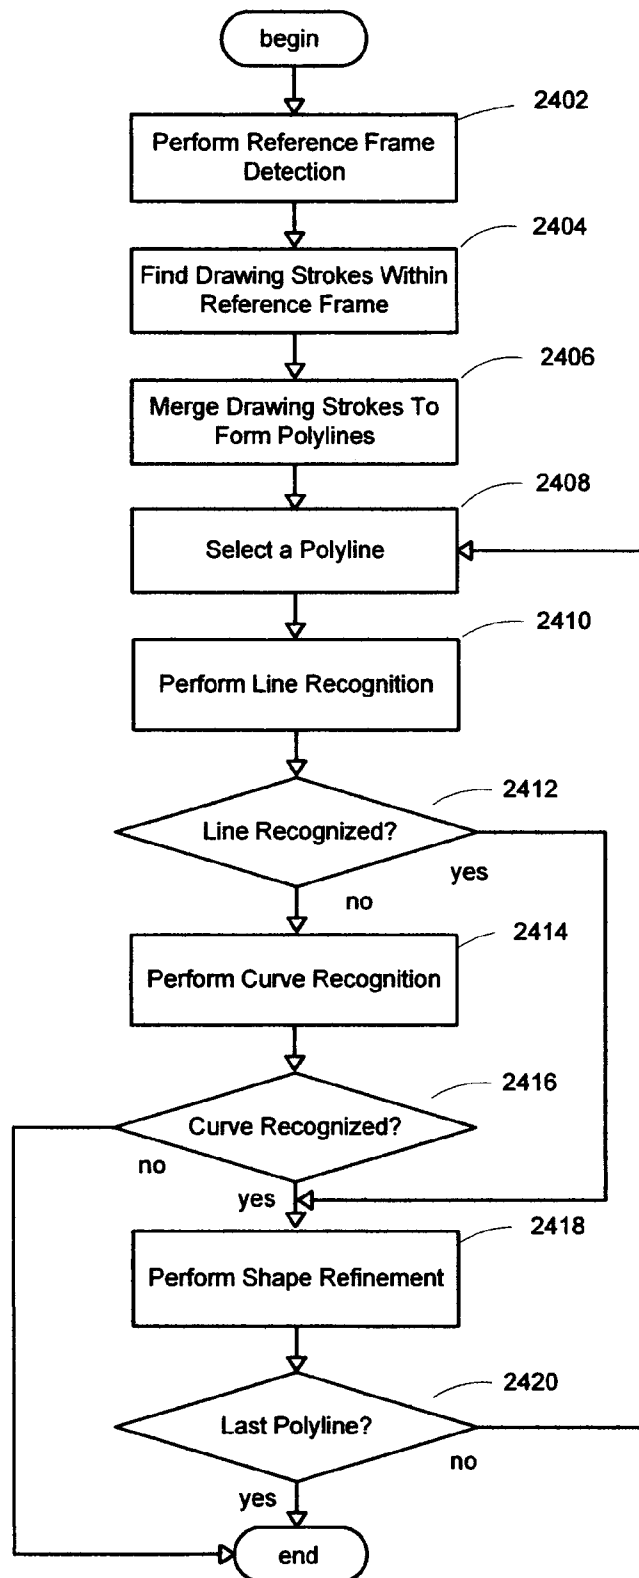 begin
2402
Perform Reference Frame
Detection
2404
Find Drawing Strokes Within
Reference Frame
2406
Merge Drawing Strokes To
Form Polylines
2408
Select a Polyline
2410
Perform Line Recognition
2412
Line Recognized?
yes
no
2414
Perform Curve Recognition
2416
Curve Recognized?
no
yes
2418
Perform Shape Refinement
2420
Last Polyline?
no
yes
end